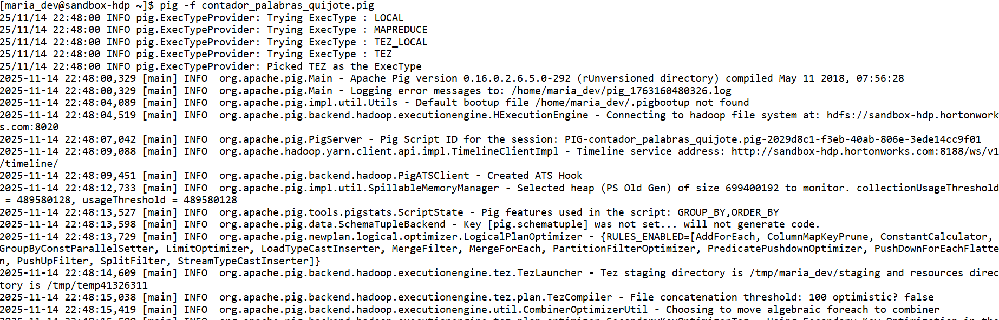 [maria_dev@sandbox-hdp ~]$ pig -f contador_palabras_quijote.pig
25/11/14 22:48:00 INFO pig.ExecTypeProvider: Trying ExecType : LOCAL
25/11/14 22:48:00 INFO pig.ExecTypeProvider: Trying ExecType : MAPREDUCE
25/11/14 22:48:00 INFO pig.ExecTypeProvider: Trying ExecType : TEZ_LOCAL
25/11/14 22:48:00 INFO pig.ExecTypeProvider: Trying ExecType : TEZ
25/11/14 22:48:00 INFO pig.ExecTypeProvider: Picked TEZ as the ExecType
2025-11-14 22:48:00,329 [main] INFO  org.apache.pig.Main - Apache Pig version 0.16.0.2.6.5.0-292 (rUnversioned directory) compiled May 11 2018, 07:56:28
2025-11-14 22:48:00,329 [main] INFO  org.apache.pig.Main - Logging error messages to: /home/maria_dev/pig_1763160480326.log
2025-11-14 22:48:04,089 [main] INFO  org.apache.pig.impl.util.Utils - Default bootup file /home/maria_dev/.pigbootup not found
2025-11-14 22:48:04,519 [main] INFO  org.apache.pig.backend.hadoop.executionengine.HExecutionEngine - Connecting to hadoop file system at: hdfs://sandbox-hdp.hortonwork
s.com:8020
2025-11-14 22:48:07,042 [main] INFO  org.apache.pig.PigServer - Pig Script ID for the session: PIG-contador_palabras_quijote.pig-2029d8c1-f3eb-40ab-806e-3ede14cc9f01
2025-11-14 22:48:09,088 [main] INFO  org.apache.hadoop.yarn.client.api.impl.TimelineClientImpl - Timeline service address: http://sandbox-hdp.hortonworks.com:8188/ws/v1
/timeline/
2025-11-14 22:48:09,451 [main] INFO  org.apache.pig.backend.hadoop.PigATSClient - Created ATS Hook
2025-11-14 22:48:12,733 [main] INFO  org.apache.pig.impl.util.SpillableMemoryManager - Selected heap (PS Old Gen) of size 699400192 to monitor. collectionUsageThreshold
 = 489580128, usageThreshold = 489580128
2025-11-14 22:48:13,527 [main] INFO  org.apache.pig.tools.pigstats.ScriptState - Pig features used in the script: GROUP_BY,ORDER_BY
2025-11-14 22:48:13,598 [main] INFO  org.apache.pig.data.SchemaTupleBackend - Key [pig.schematuple] was not set... will not generate code.
2025-11-14 22:48:13,729 [main] INFO  org.apache.pig.newplan.logical.optimizer.LogicalPlanOptimizer - {RULES_ENABLED=[AddForEach, ColumnMapKeyPrune, ConstantCalculator,
GroupByConstParallelSetter, LimitOptimizer, LoadTypeCastInserter, MergeFilter, MergeForEach, PartitionFilterOptimizer, PredicatePushdownOptimizer, PushDownForEachFlatte
n, PushUpFilter, SplitFilter, StreamTypeCastInserter]}
2025-11-14 22:48:14,609 [main] INFO  org.apache.pig.backend.hadoop.executionengine.tez.TezLauncher - Tez staging directory is /tmp/maria_dev/staging and resources direc
tory is /tmp/temp41326311
2025-11-14 22:48:15,038 [main] INFO  org.apache.pig.backend.hadoop.executionengine.tez.plan.TezCompiler - File concatenation threshold: 100 optimistic? false
2025-11-14 22:48:15,419 [main] INFO  org.apache.pig.backend.hadoop.executionengine.util.CombinerOptimizerUtil - Choosing to move algebraic foreach to combiner